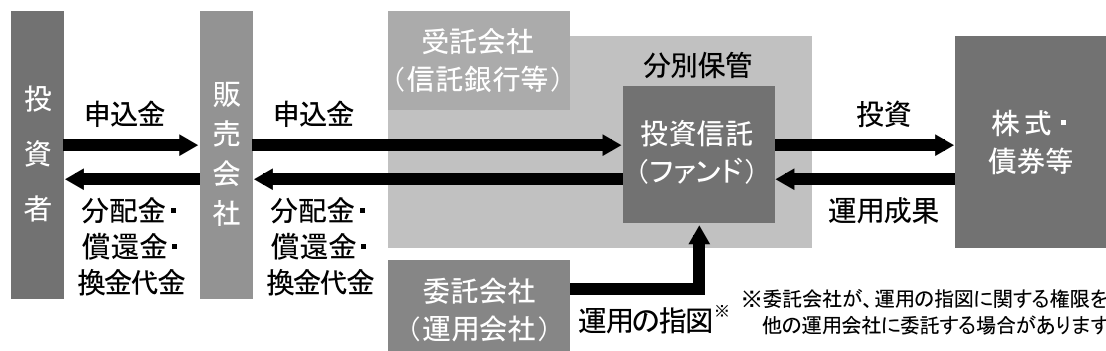 投資者
申込金
分配金・
償還金・
換金代金
販売会社
申込金
分配金・
償還金・
換金代金
受託会社
（信託銀行等）
分別保管
投資信託
（ファンド）
委託会社
（運用会社）
運用の指図※
投資
運用成果
株式・
債券等
※委託会社が、運用の指図に関する権限を
他の運用会社に委託する場合があります